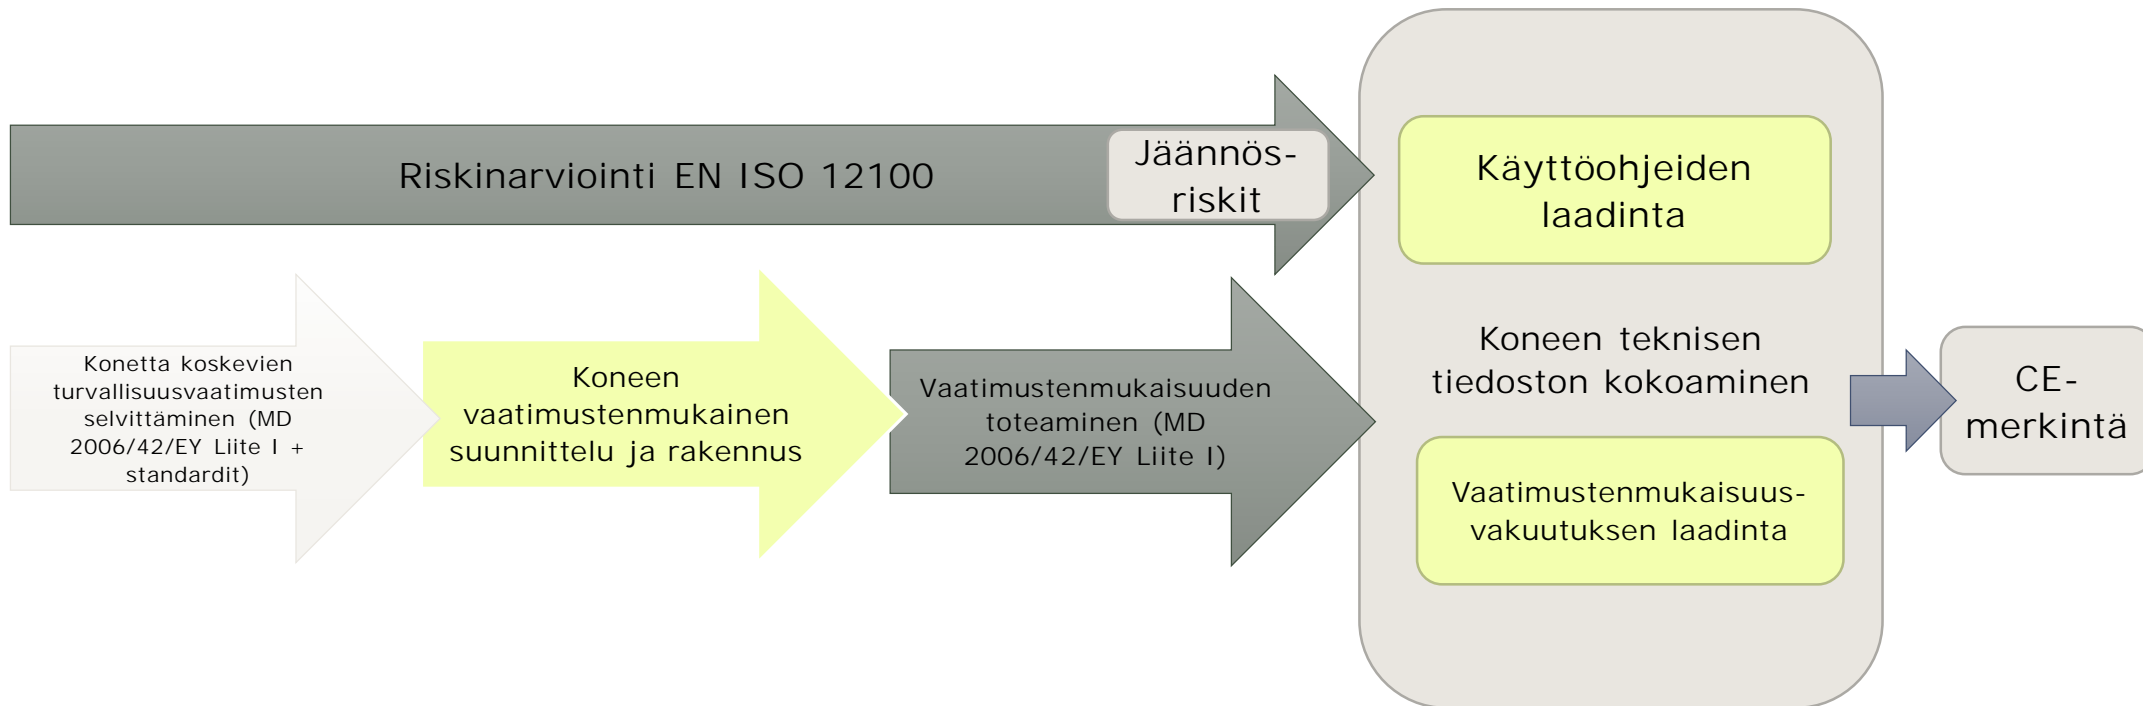 Riskinarviointi EN ISO 12100
Jäännös-
riskit
Käyttöohjeiden
laadinta
Konetta koskevien
turvallisuusvaatimusten
selvittäminen (MD
2006/42/EY Liite I +
standardit)
Koneen
vaatimustenmukainen
suunnittelu ja rakennus
Vaatimustenmukaisuuden
toteaminen (MD
2006/42/EY Liite I)
Koneen teknisen
tiedoston kokoaminen
Vaatimustenmukaisuus-
vakuutuksen laadinta
CE-
merkintä